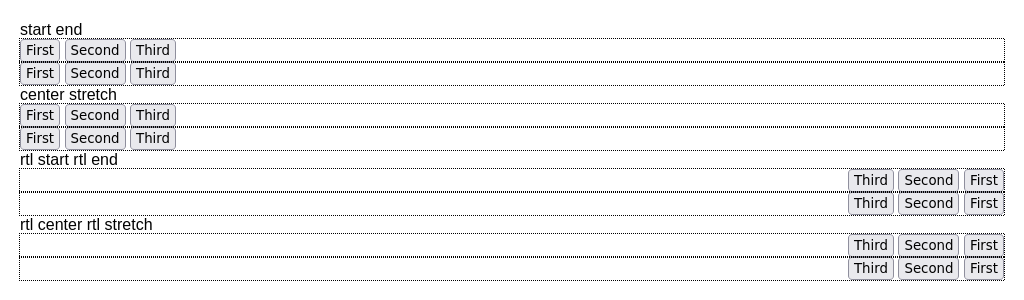 start end
First Second Third
First Second Third
center stretch
First Second Third
First Second Third
rtl start rtl end
Third Second First
Third Second First
rtl center rtl stretch
Third Second First
Third Second First